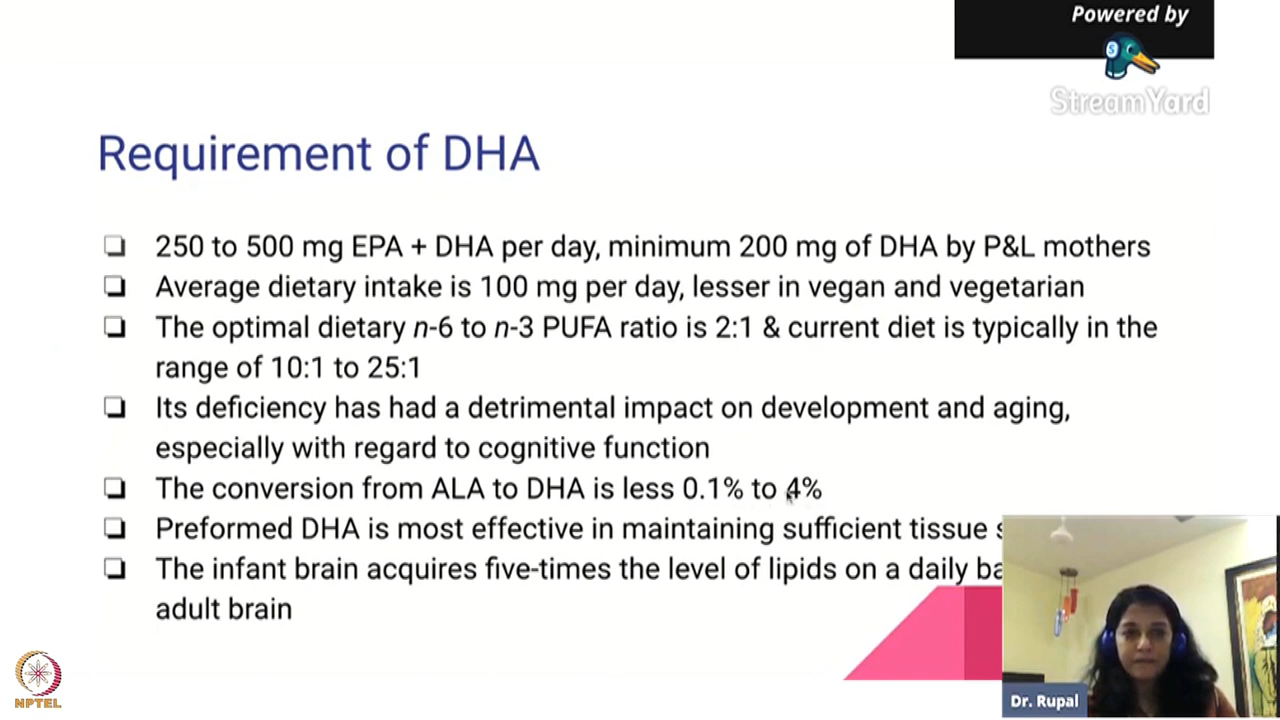 Powered by
StreamYard
Requirement of DHA
❏ 250 to 500 mg EPA + DHA per day, minimum 200 mg of DHA by P&L mothers
❏ Average dietary intake is 100 mg per day, lesser in vegan and vegetarian
❏ The optimal dietary n-6 to n-3 PUFA ratio is 2:1 & current diet is typically in the
range of 10:1 to 25:1
❏ Its deficiency has had a detrimental impact on development and aging,
especially with regard to cognitive function
❏ The conversion from ALA to DHA is less 0.1% to 4%
❏ Preformed DHA is most effective in maintaining sufficient tissue
❏ The infant brain acquires five-times the level of lipids on a daily
adult brain
NPTEL
Dr. Rupal